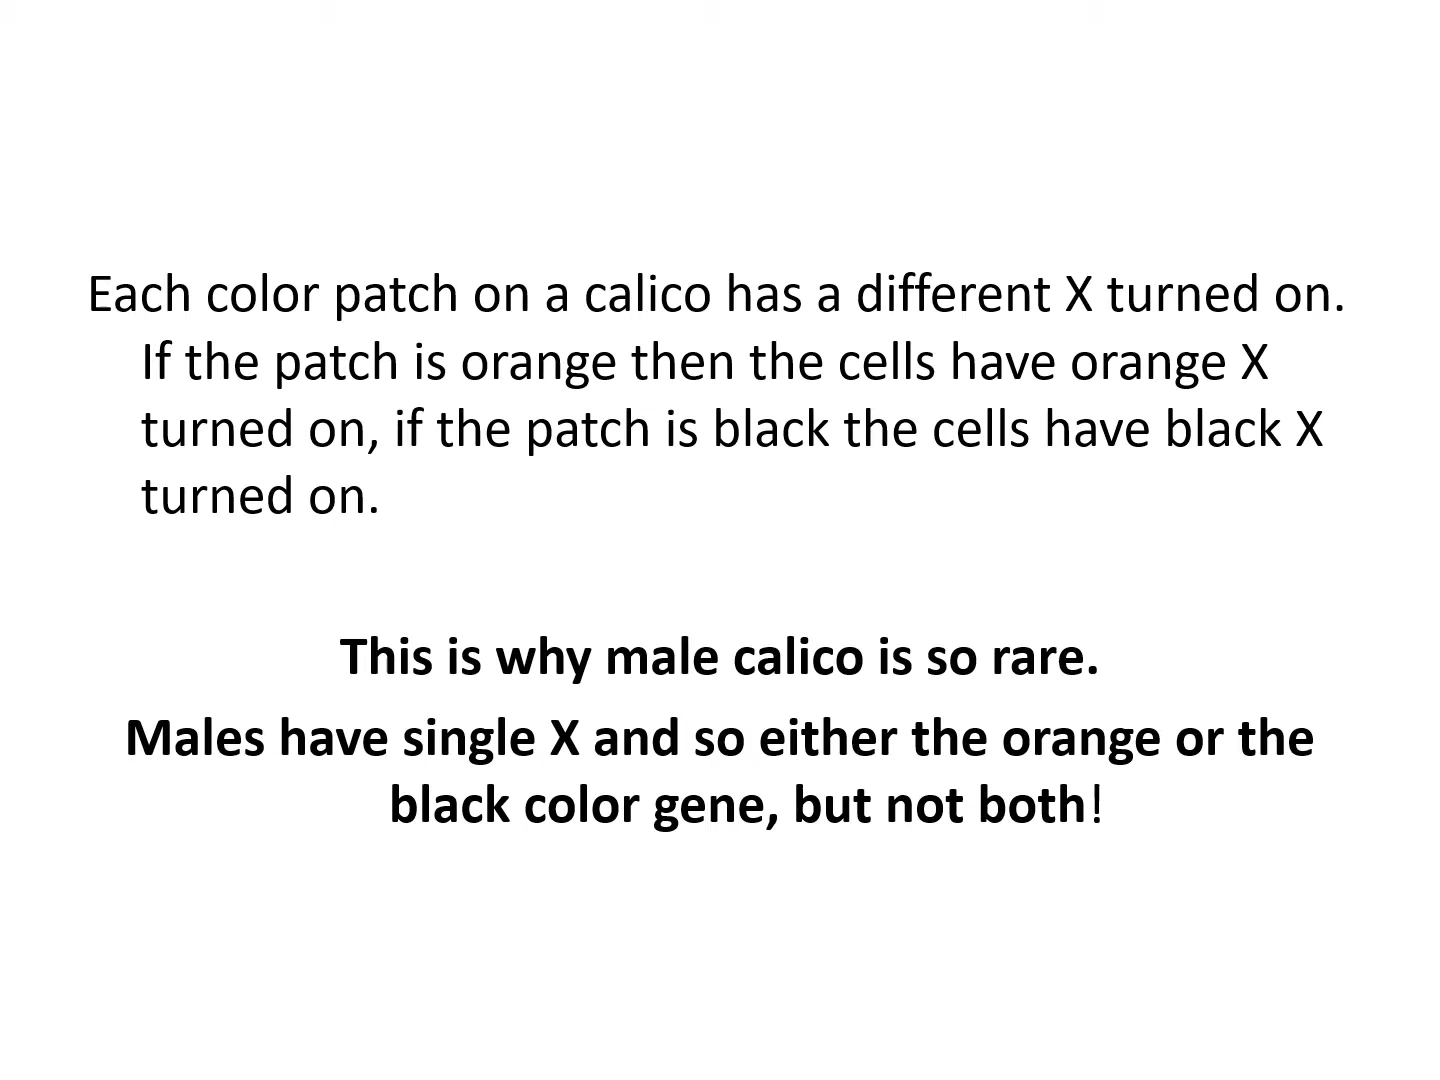 Each color patch on a calico has a different X turned on.
If the patch is orange then the cells have orange X
turned on, if the patch is black the cells have black X
turned on.
This is why male calico is so rare.
Males have single X and so either the orange or the
black color gene, but not both!